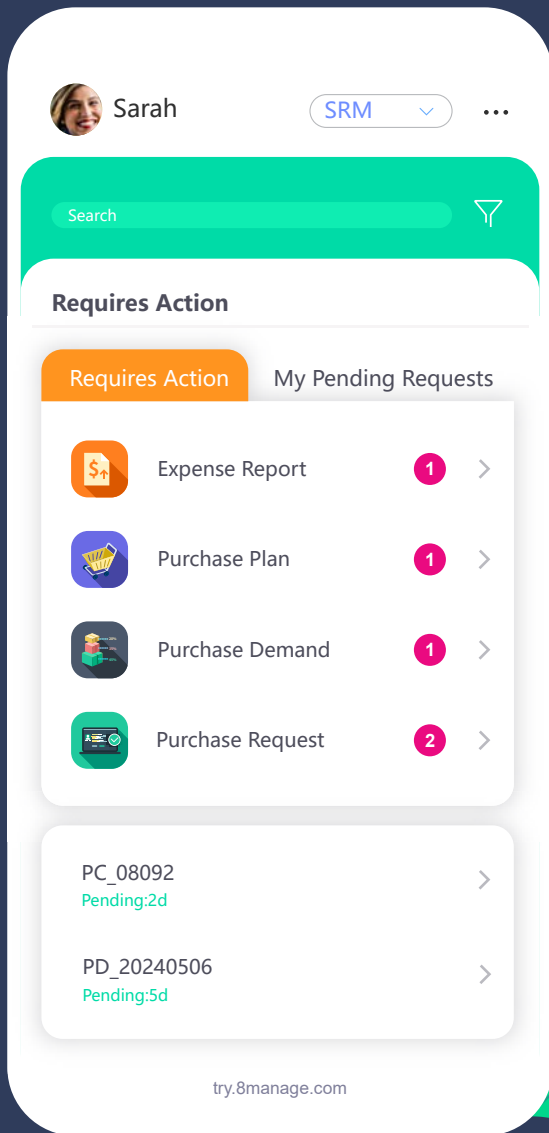 Sarah
SRM
Search
Requires Action
Requires Action My Pending Requests
Expense Report 1
Purchase Plan 1
Purchase Demand 1
Purchase Request 2
PC_08092
Pending:2d
PD_20240506
Pending:5d
try.8manage.com